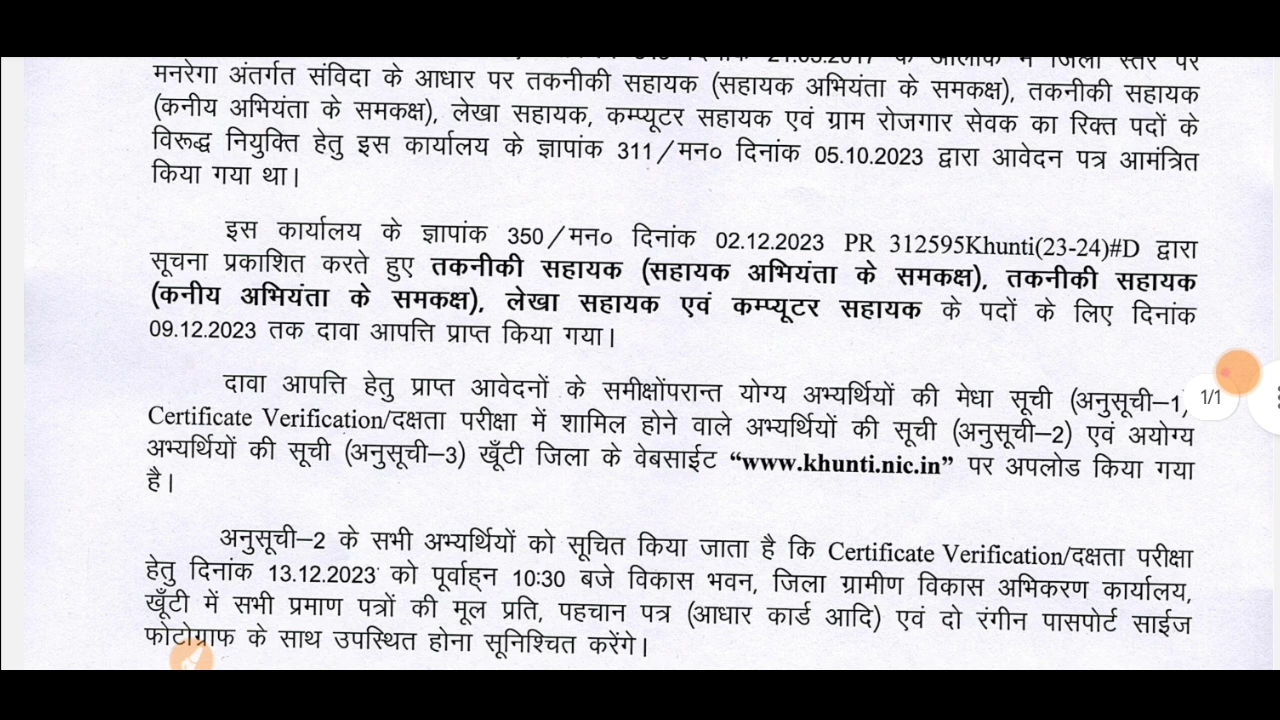 21.03.2017 के आलोक में जिला स्तर पर
मनरेगा अंतर्गत संविदा के आधार पर तकनीकी सहायक (सहायक अभियंता के समकक्ष), तकनीकी सहायक
(कनीय अभियंता के समकक्ष), लेखा सहायक, कम्प्यूटर सहायक एवं ग्राम रोजगार सेवक का रिक्त पदों के
विरूद्ध नियुक्ति हेतु इस कार्यालय के ज्ञापांक 311/मन० दिनांक 05.10.2023 द्वारा आवेदन पत्र आमंत्रित
किया गया था।
इस कार्यालय के ज्ञापांक 350/मन० दिनांक 02.12.2023 PR 312595Khunti(23-24)#D द्वारा
सूचना प्रकाशित करते हुए तकनीकी सहायक (सहायक अभियंता के समकक्ष), तकनीकी सहायक
(कनीय अभियंता के समकक्ष), लेखा सहायक एवं कम्प्यूटर सहायक के पदों के लिए दिनांक
09.12.2023 तक दावा आपत्ति प्राप्त किया गया।
दावा आपत्ति हेतु प्राप्त आवेदनों के समीक्षोंपरान्त योग्य अभ्यर्थियों की मेधा सूची (अनुसूची–1)
1/1
Certificate Verification/दक्षता परीक्षा में शामिल होने वाले अभ्यर्थियों की सूची (अनुसूची–2) एवं अयोग्य
अभ्यर्थियों की सूची (अनुसूची–3) खूँटी जिला के वेबसाईट “www.khunti.nic.in” पर अपलोड किया गया
है।
अनुसूची–2 के सभी अभ्यर्थियों को सूचित किया जाता है कि Certificate Verification/दक्षता परीक्षा
हेतु दिनांक 13.12.2023 को पूर्वाह्न 10:30 बजे विकास भवन, जिला ग्रामीण विकास अभिकरण कार्यालय,
खूँटी में सभी प्रमाण पत्रों की मूल प्रति, पहचान पत्र (आधार कार्ड आदि) एवं दो रंगीन पासपोर्ट साईज
फोटोग्राफ के साथ उपस्थित होना सूनिश्चित करेंगे।